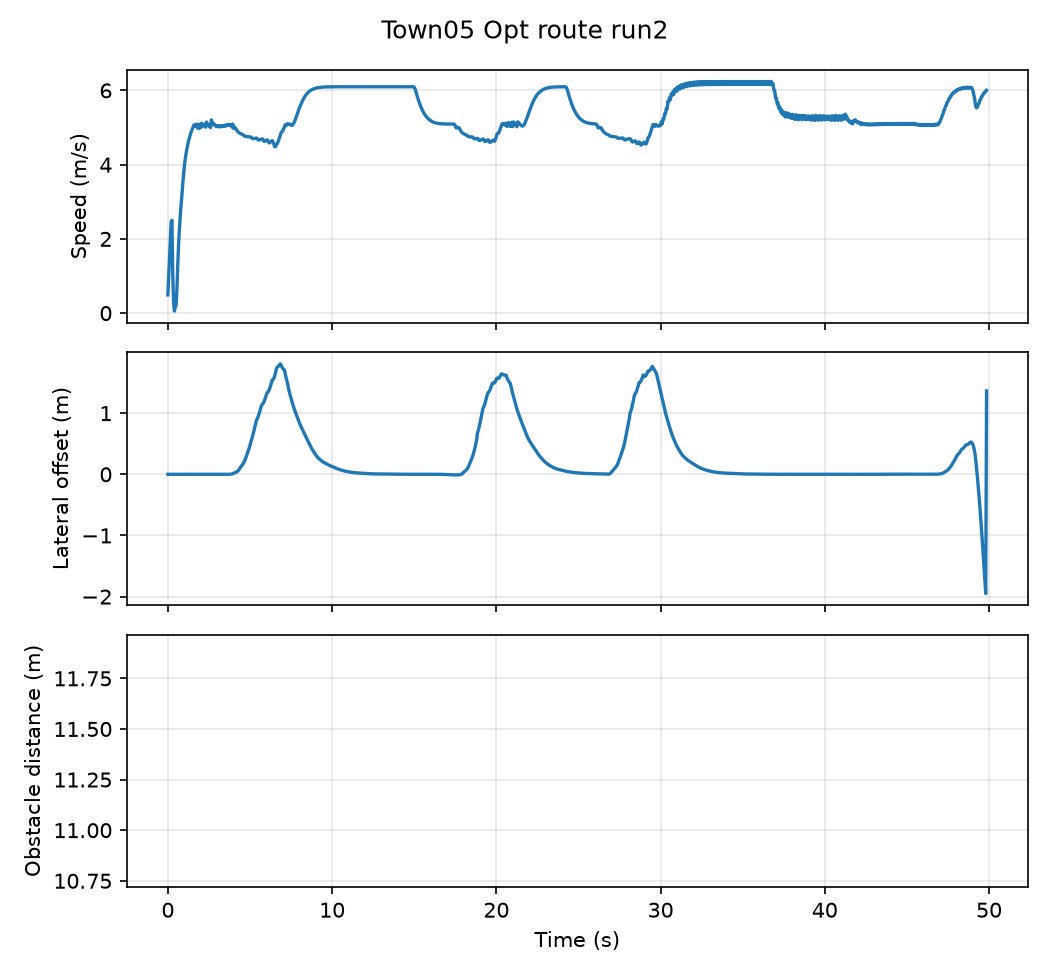 Town05 Opt route run2
6
4
2
0
Speed (m/s)
1
0
−1
−2
Lateral offset (m)
11.75
11.50
11.25
11.00
10.75
Obstacle distance (m)
0 10 20 30 40 50
Time (s)